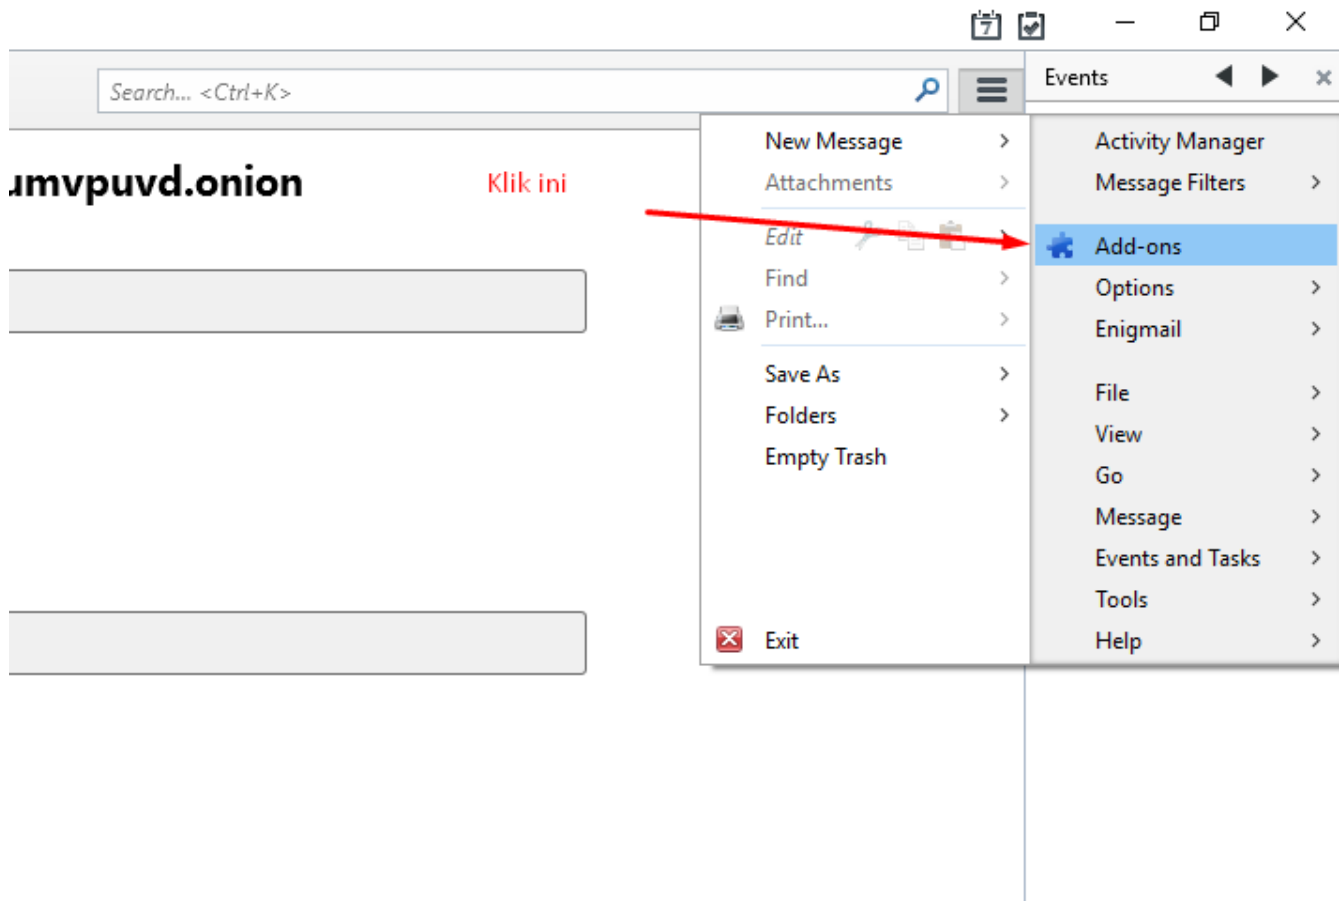 7
Search... <Ctrl+K>
Events
umvpuvd.onion
Klik ini
New Message
Attachments
Edit
Find
Print...
Save As
Folders
Empty Trash
Exit
Activity Manager
Message Filters
Add-ons
Options
Enigmail
File
View
Go
Message
Events and Tasks
Tools
Help